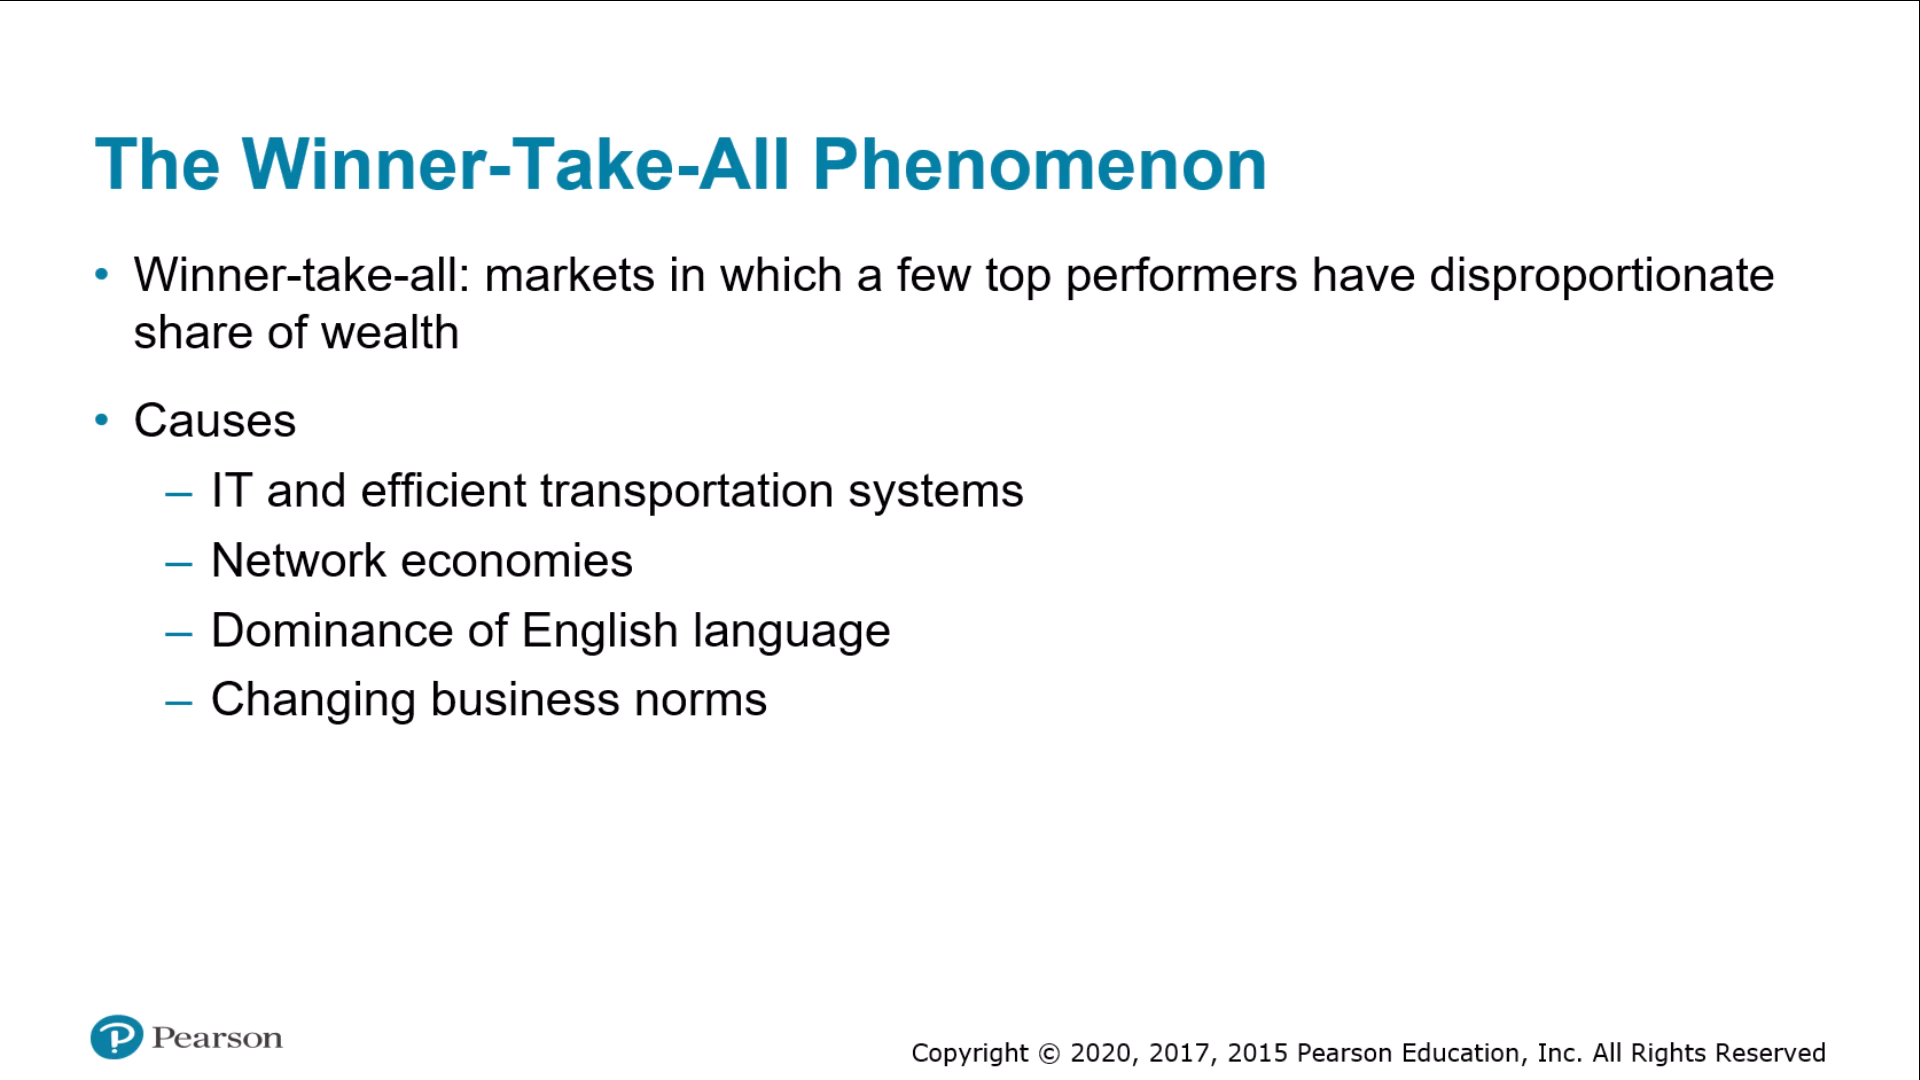 The Winner-Take-All Phenomenon
• Winner-take-all: markets in which a few top performers have disproportionate
share of wealth
• Causes
– IT and efficient transportation systems
– Network economies
– Dominance of English language
– Changing business norms
Pearson
Copyright © 2020, 2017, 2015 Pearson Education, Inc. All Rights Reserved